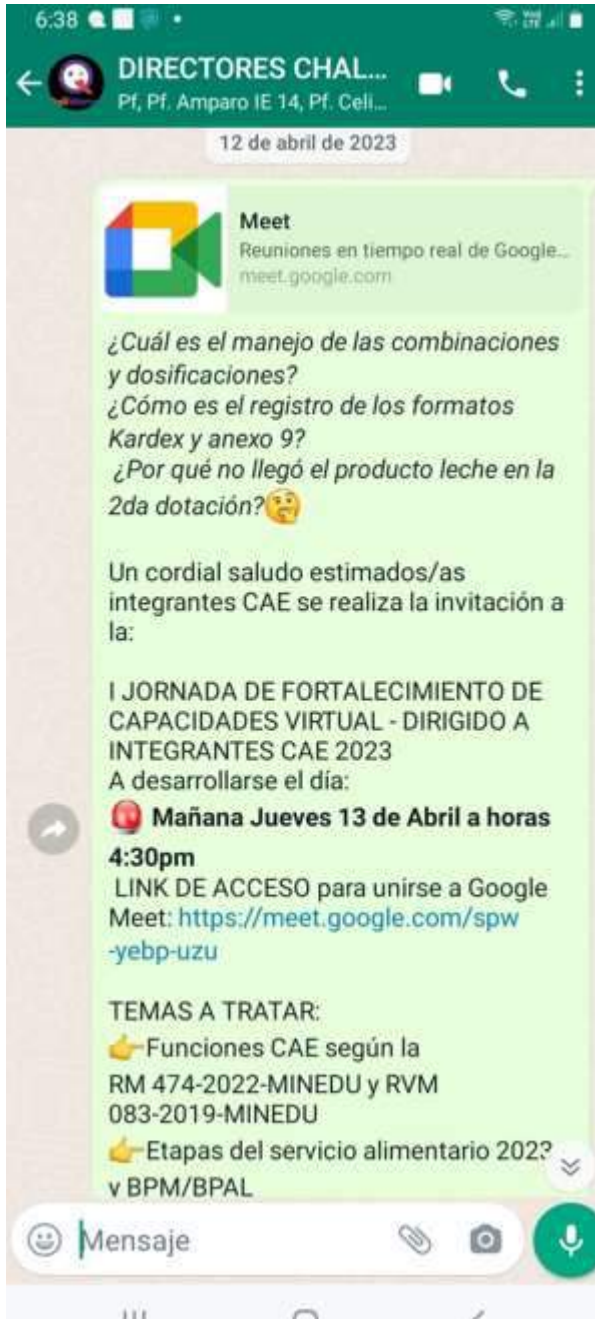 6:38
DIRECTORES CHAL...
Pf, Pf. Amparo IE 14, Pf. Celi...
12 de abril de 2023
Meet
Reuniones en tiempo real de Google...
meet.google.com
¿Cuál es el manejo de las combinaciones
y dosificaciones?
¿Cómo es el registro de los formatos
Kardex y anexo 9?
¿Por qué no llegó el producto leche en la
2da dotación?🤔
Un cordial saludo estimados/as
integrantes CAE se realiza la invitación a
la:
I JORNADA DE FORTALECIMIENTO DE
CAPACIDADES VIRTUAL - DIRIGIDO A
INTEGRANTES CAE 2023
A desarrollarse el día:
Mañana Jueves 13 de Abril a horas
4:30pm
LINK DE ACCESO para unirse a Google
Meet: https://meet.google.com/spw
-yebp-uzu
TEMAS A TRATAR:
👉Funciones CAE según la
RM 474-2022-MINEDU y RVM
083-2019-MINEDU
👉Etapas del servicio alimentario 2023
y BPM/BPAL
Mensaje